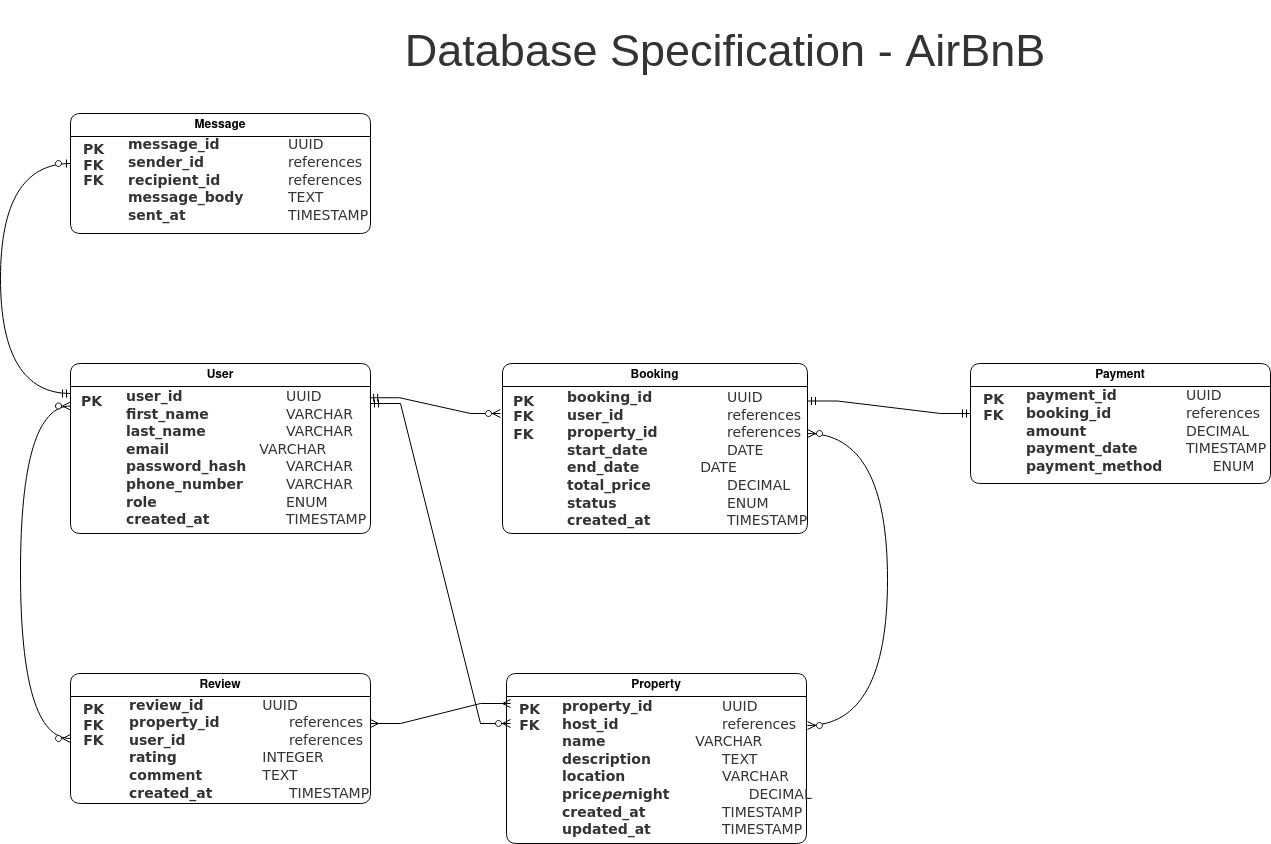 Database Specification - AirBnB
Message
PK message_id UUID
FK sender_id references
FK recipient_id references
message_body TEXT
sent_at TIMESTAMP
User
PK user_id UUID
first_name VARCHAR
last_name VARCHAR
email VARCHAR
password_hash VARCHAR
phone_number VARCHAR
role ENUM
created_at TIMESTAMP
Booking
PK booking_id UUID
FK user_id references
FK property_id references
start_date DATE
end_date DATE
total_price DECIMAL
status ENUM
created_at TIMESTAMP
Payment
PK payment_id UUID
FK booking_id references
amount DECIMAL
payment_date TIMESTAMP
payment_method ENUM
Review
PK review_id UUID
FK property_id references
FK user_id references
rating INTEGER
comment TEXT
created_at TIMESTAMP
Property
PK property_id UUID
FK host_id references
name VARCHAR
description TEXT
location VARCHAR
pricepernight DECIMAL
created_at TIMESTAMP
updated_at TIMESTAMP